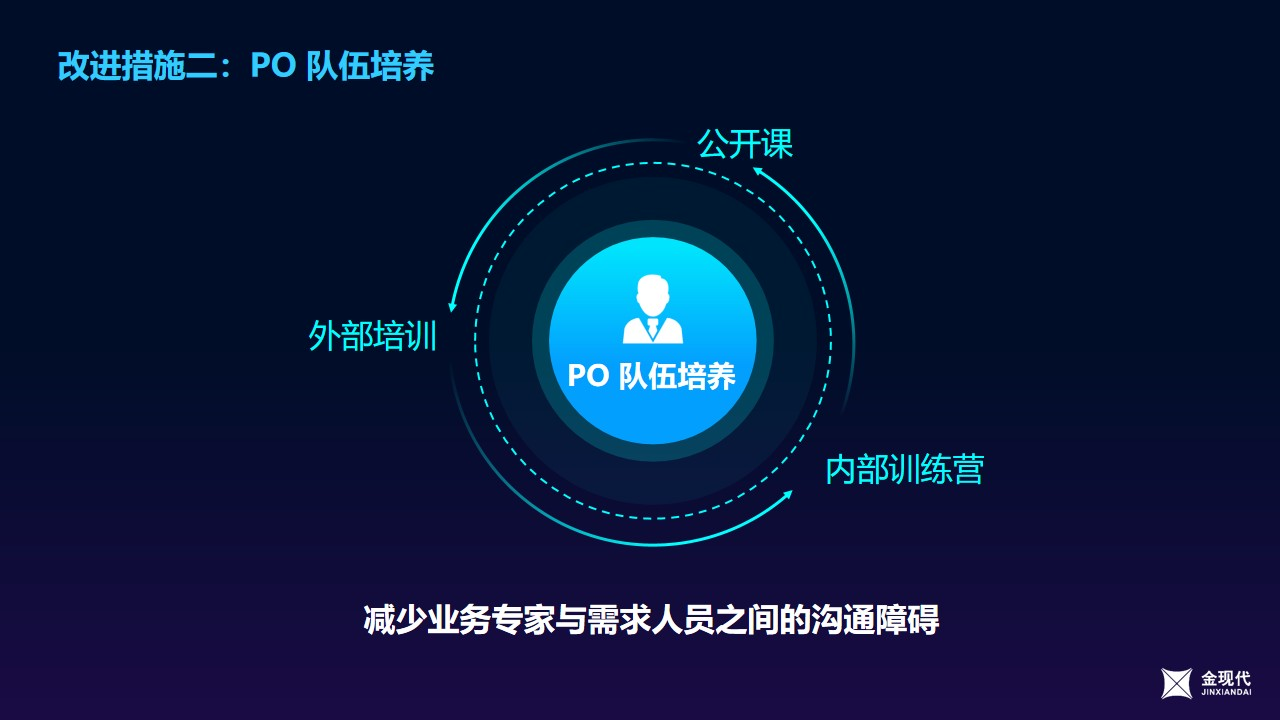 改进措施二：PO 队伍培养
公开课
外部培训
PO 队伍培养
内部训练营
减少业务专家与需求人员之间的沟通障碍
金现代
JINXIANDAI